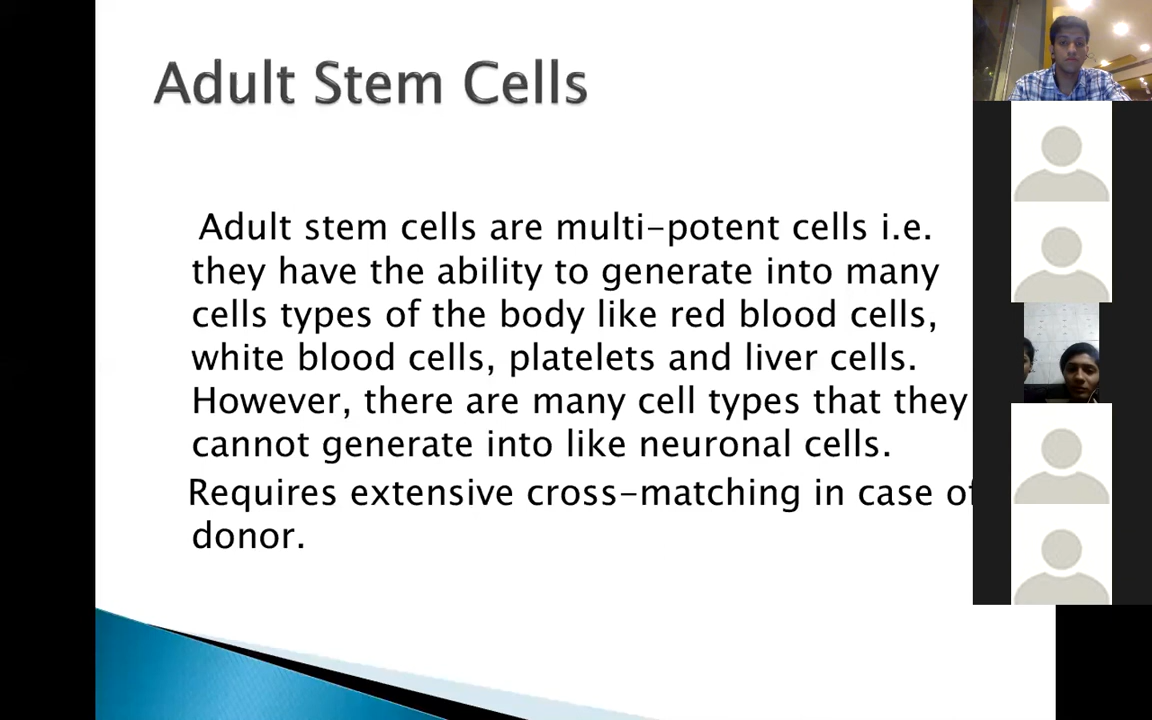 Adult Stem Cells
Adult stem cells are multi-potent cells i.e.
they have the ability to generate into many
cells types of the body like red blood cells,
white blood cells, platelets and liver cells.
However, there are many cell types that they
cannot generate into like neuronal cells.
Requires extensive cross-matching in case of
donor.